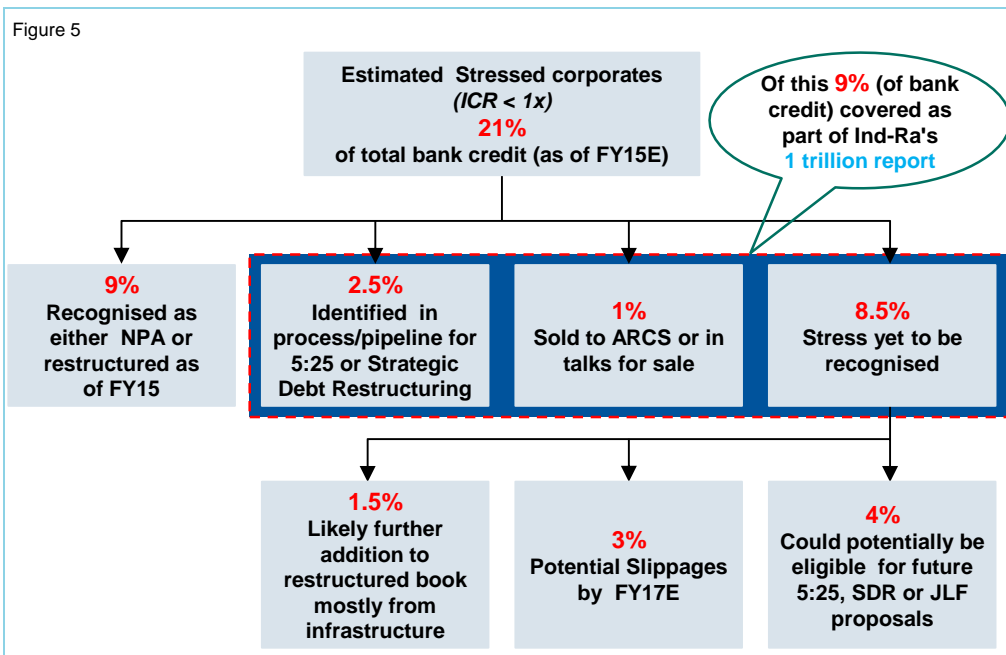 Figure 5
Estimated Stressed corporates
(ICR < 1x)
21%
of total bank credit (as of FY15E)
Of this 9% (of bank
credit) covered as
part of Ind-Ra's
1 trillion report
9%
Recognised as
either NPA or
restructured as
of FY15
2.5%
Identified in
process/pipeline for
5:25 or Strategic
Debt Restructuring
1%
Sold to ARCS or in
talks for sale
8.5%
Stress yet to be
recognised
1.5%
Likely further
addition to
restructured book
mostly from
infrastructure
3%
Potential Slippages
by FY17E
4%
Could potentially be
eligible for future
5:25, SDR or JLF
proposals